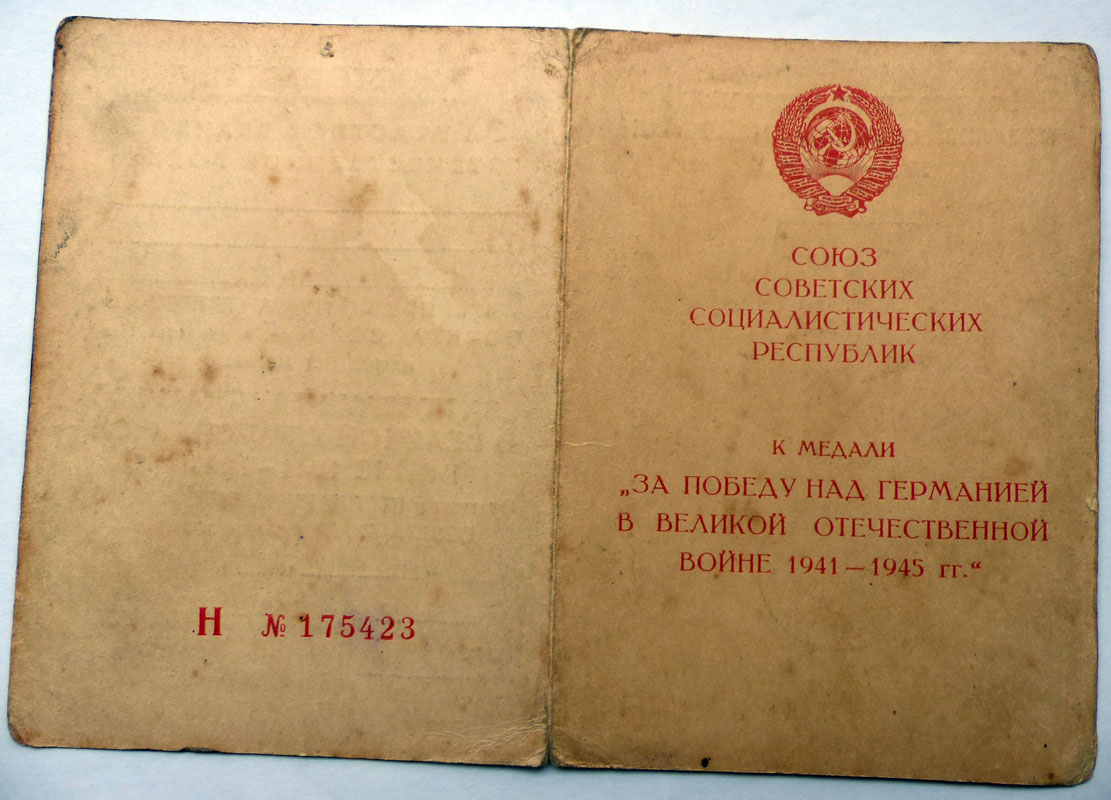 Н № 175423
СОЮЗ
СОВЕТСКИХ
СОЦИАЛИСТИЧЕСКИХ
РЕСПУБЛИК
К МЕДАЛИ
„ЗА ПОБЕДУ НАД ГЕРМАНИЕЙ
В ВЕЛИКОЙ ОТЕЧЕСТВЕННОЙ
ВОЙНЕ 1941—1945 гг.“